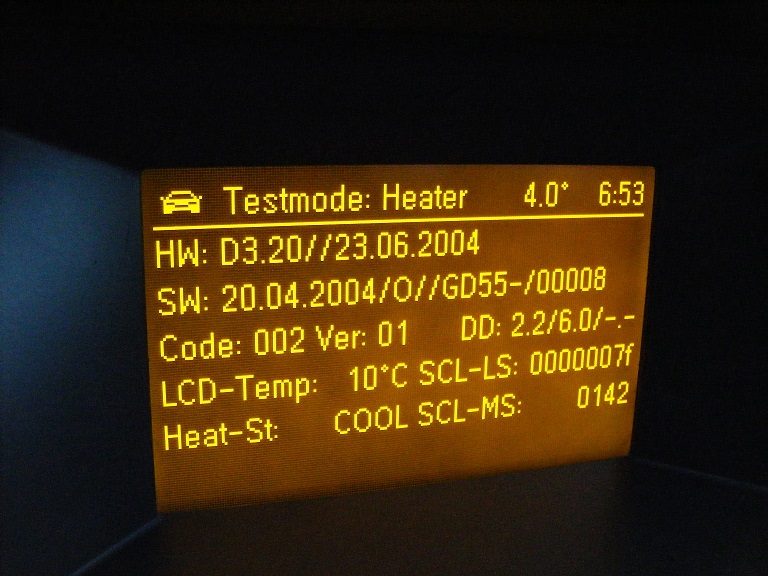 Testmode: Heater 4.0° 6:53
HW: D3.20//23.06.2004
SW: 20.04.2004/O//GD55-/00008
Code: 002 Ver: 01 DD: 2.2/6.0/-.-
LCD-Temp: 10°C SCL-LS: 0000007f
Heat-St: COOL SCL-MS: 0142